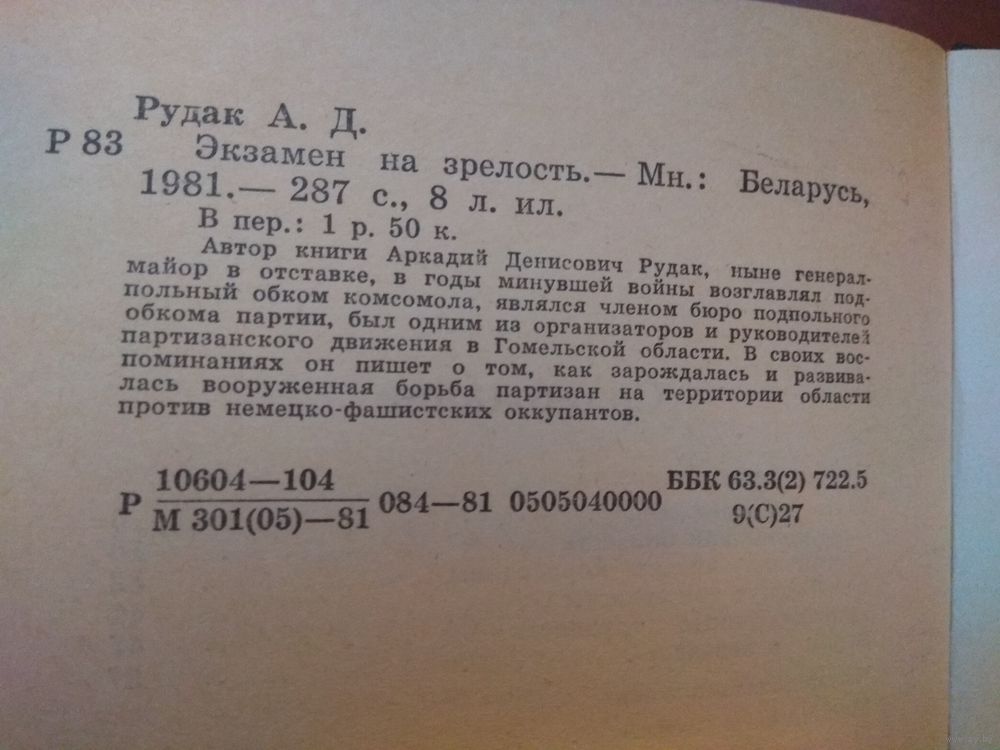 Рудак А. Д.
Р 83 Экзамен на зрелость.— Мн.: Беларусь,
1981.— 287 с., 8 л. ил.
В пер.: 1 р. 50 к.
Автор книги Аркадий Денисович Рудак, ныне генерал-
майор в отставке, в годы минувшей войны возглавлял под-
польный обком комсомола, являлся членом бюро подпольного
обкома партии, был одним из организаторов и руководителей
партизанского движения в Гомельской области. В своих вос-
поминаниях он пишет о том, как зарождалась и развива-
лась вооруженная борьба партизан на территории области
против немецко-фашистских оккупантов.
10604—104
Р 084—81 0505040000
М 301(05)—81
ББК 63.3(2) 722.5
9(С)27